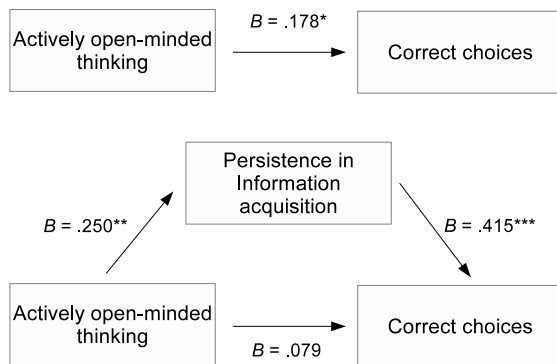 B = .178*
Actively open-minded
thinking
Correct choices
Persistence in
Information
acquisition
B = .250**
B = .415***
Actively open-minded
thinking
Correct choices
B = .079